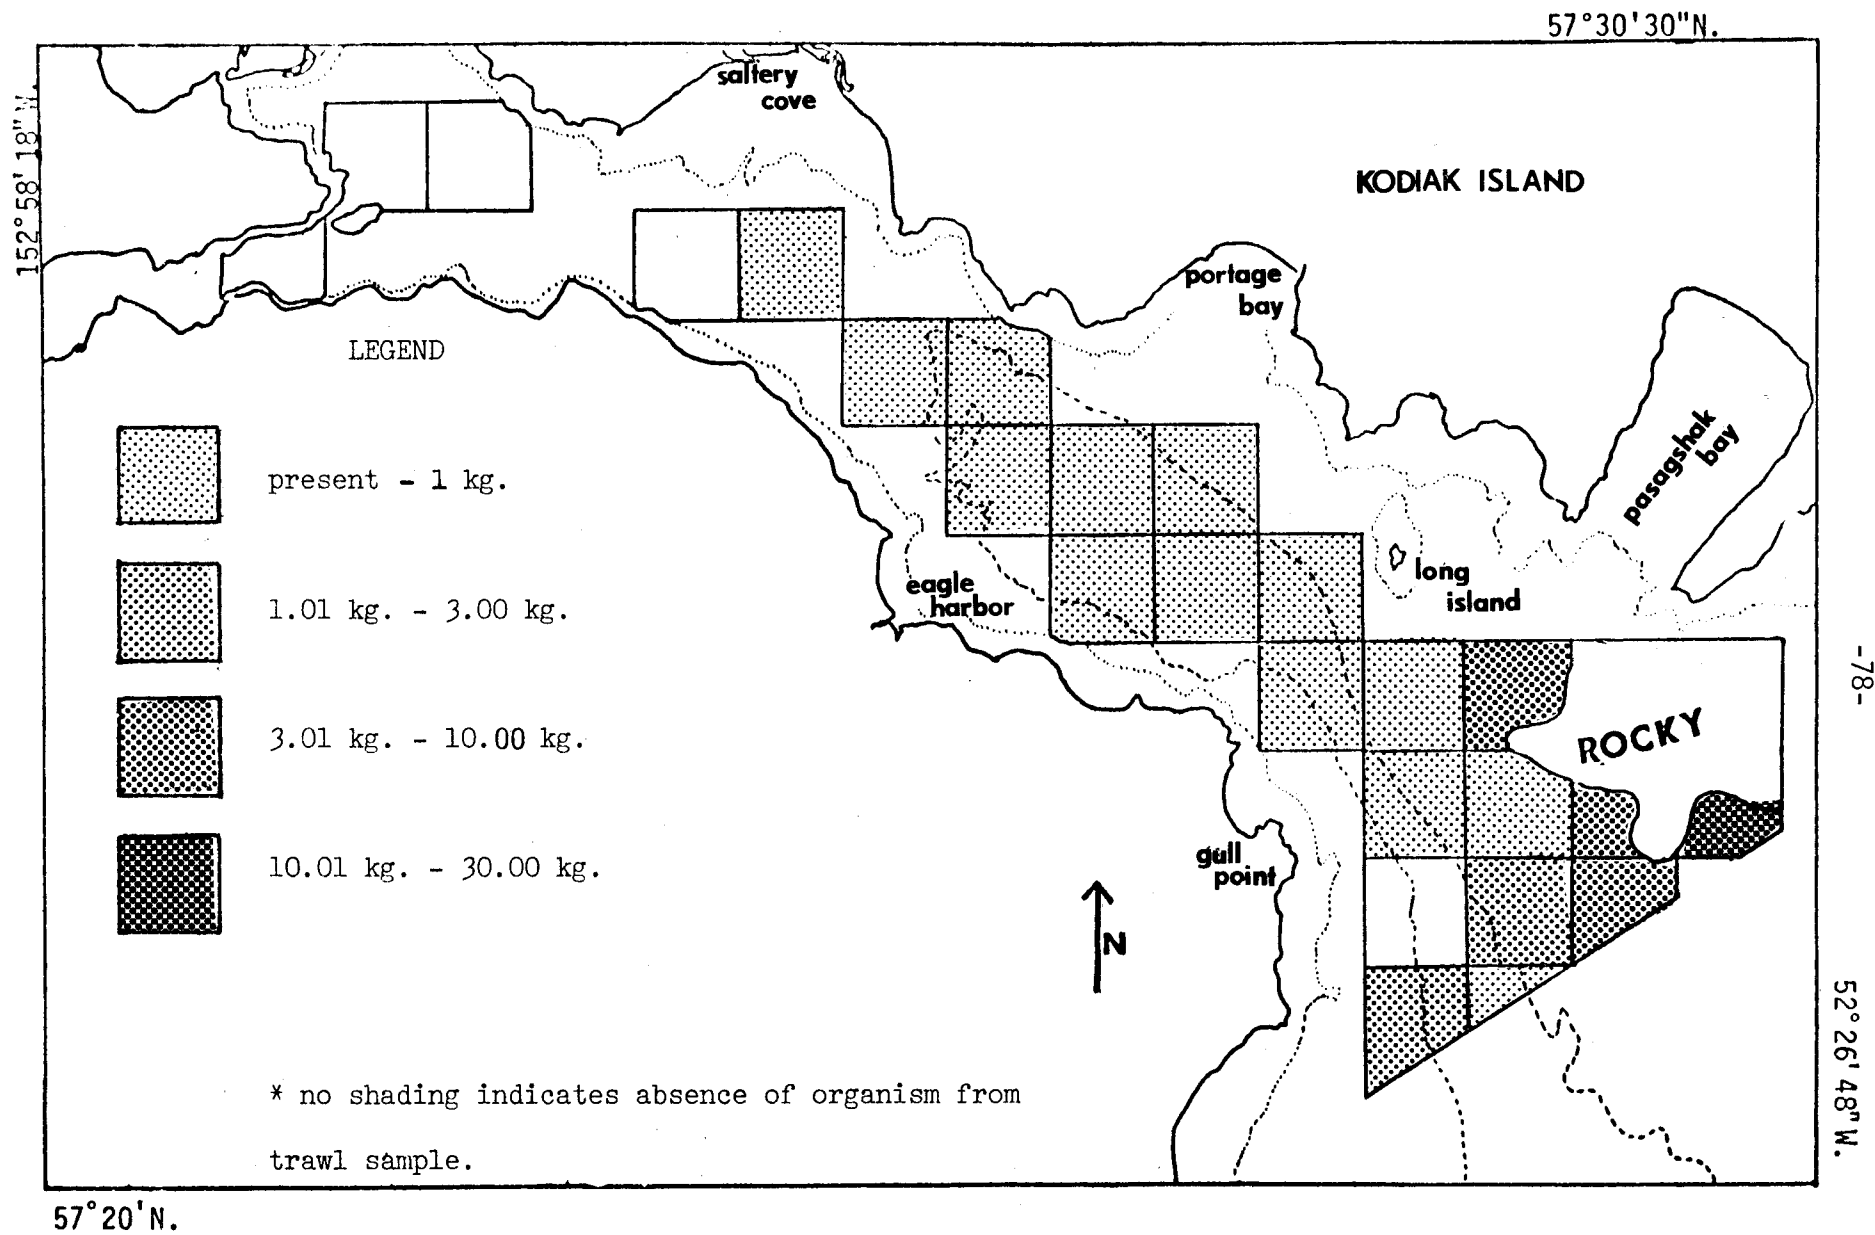 57°30'30"N.
152°58'18"W.
saltery
cove
KODIAK ISLAND
portage
bay
LEGEND
pasagshak
bay
present - 1 kg.
long
island
eagle
harbor
1.01 kg. - 3.00 kg.
-78-
ROCKY
3.01 kg. - 10.00 kg.
gull
point
10.01 kg. - 30.00 kg.
N
52°26'48"W.
* no shading indicates absence of organism from
trawl sample.
57°20'N.